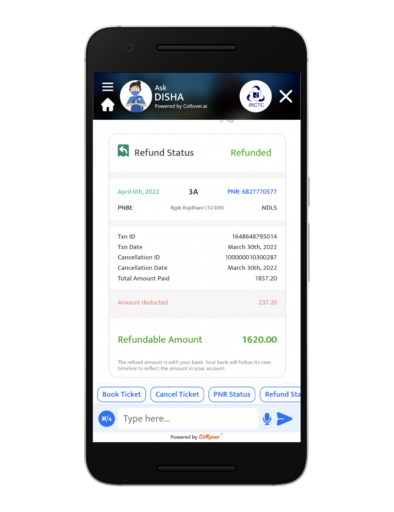 Ask
DISHA
Powered by CoRover.ai
IRCTC
Refund Status Refunded
April 6th, 2022 3A PNR: 6827770577
PNBE Rjpb Rajdhani (12309) NDLS
Txn ID 1648648795014
Txn Date March 30th, 2022
Cancellation ID 100000010300287
Cancellation Date March 30th, 2022
Total Amount Paid 1857.20
Amount deducted 237.20
Refundable Amount 1620.00
The refund amount is with your bank. Your bank will follow its own
timeline to reflect the amount in your account.
Book Ticket Cancel Ticket PNR Status Refund Sta
Type here...
Powered by CoRover